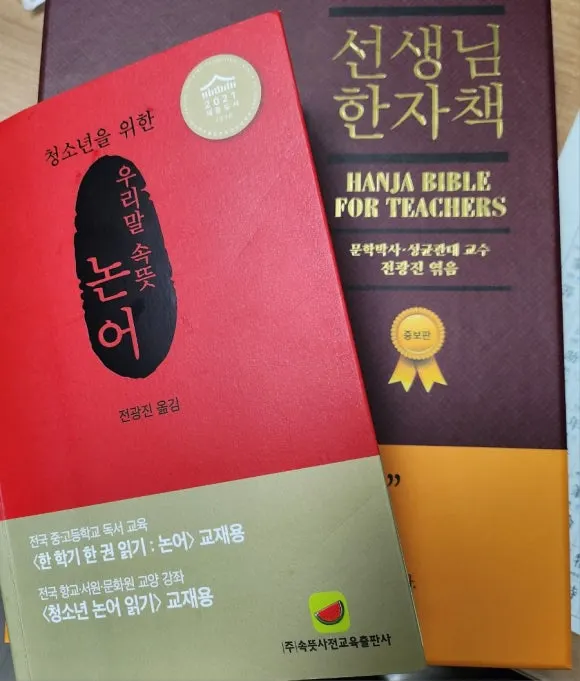 청소년을 위한
우리말 속뜻
논어
전광진 옮김
2021
세종도서
전국 중·고등학교 독서 교육
〈한 학기 한 권 읽기 : 논어〉 교재용
전국 향교·서원·문화원 교양 강좌
〈청소년 논어 읽기〉 교재용
(주)속뜻사전교육출판사
선생님
한자책
HANJA BIBLE
FOR TEACHERS
문학박사·성균관대 교수
전광진 엮음
증보판
”